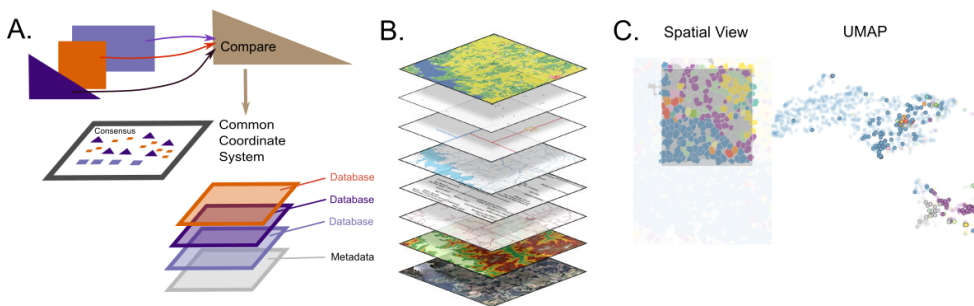 A.
Compare
Consensus
Common
Coordinate
System
Database
Database
Database
Metadata
B.
C.
Spatial View
UMAP